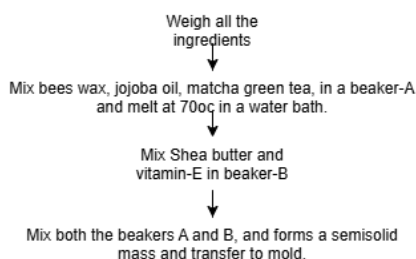 Weigh all the
ingredients
Mix bees wax, jojoba oil, matcha green tea, in a beaker-A
and melt at 70oc in a water bath.
Mix Shea butter and
vitamin-E in beaker-B
Mix both the beakers A and B, and forms a semisolid
mass and transfer to mold.